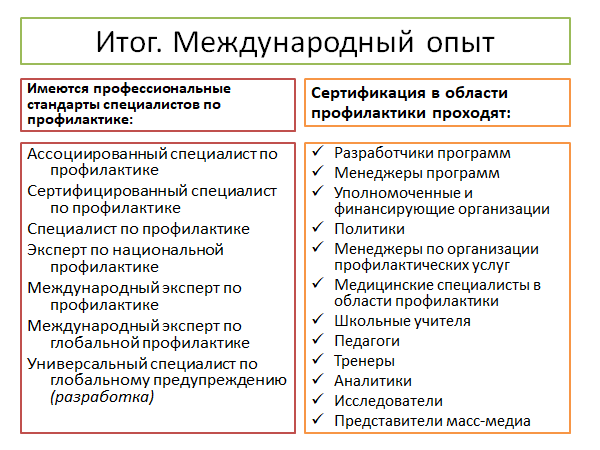 Итог. Международный опыт
Имеются профессиональные
стандарты специалистов по
профилактике:
Ассоциированный специалист по
профилактике
Сертифицированный специалист
по профилактике
Специалист по профилактике
Эксперт по национальной
профилактике
Международный эксперт по
профилактике
Международный эксперт по
глобальной профилактике
Универсальный специалист по
глобальному предупреждению
(разработка)
Сертификация в области
профилактики проходят:
✓ Разработчики программ
✓ Менеджеры программ
✓ Уполномоченные и
финансирующие организации
✓ Политики
✓ Менеджеры по организации
профилактических услуг
✓ Медицинские специалисты в
области профилактики
✓ Школьные учителя
✓ Педагоги
✓ Тренеры
✓ Аналитики
✓ Исследователи
✓ Представители масс-медиа